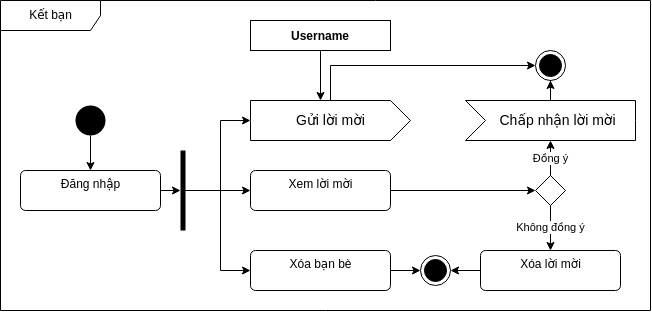 Kết bạn
Username
Gửi lời mời
Chấp nhận lời mời
Đồng ý
Đăng nhập
Xem lời mời
Không đồng ý
Xóa bạn bè
Xóa lời mời